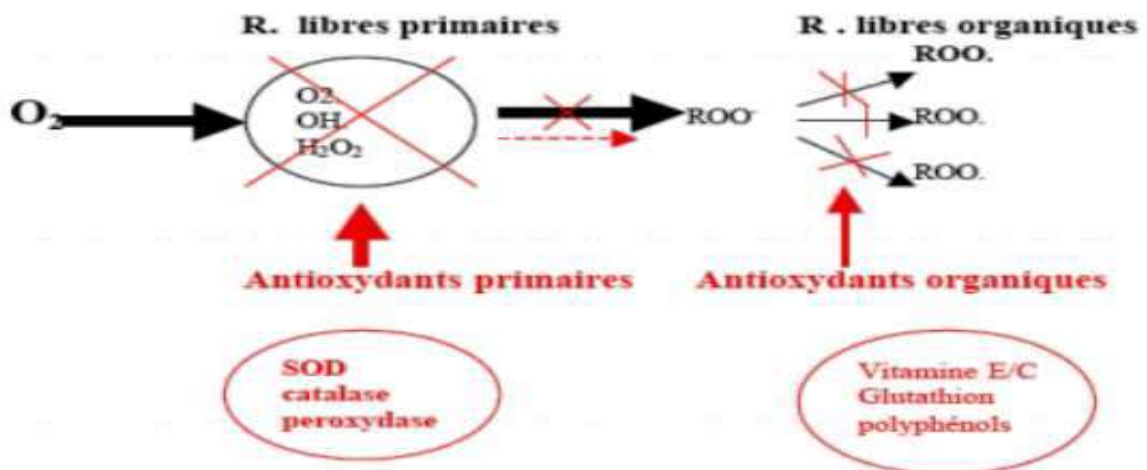 R. libres primaires
R . libres organiques
O₂
O2.
OH.
H₂O₂
ROO·
ROO.
ROO.
ROO.
Antioxydants primaires
Antioxydants organiques
SOD
catalase
peroxydase
Vitamine E/C
Glutathion
polyphénols